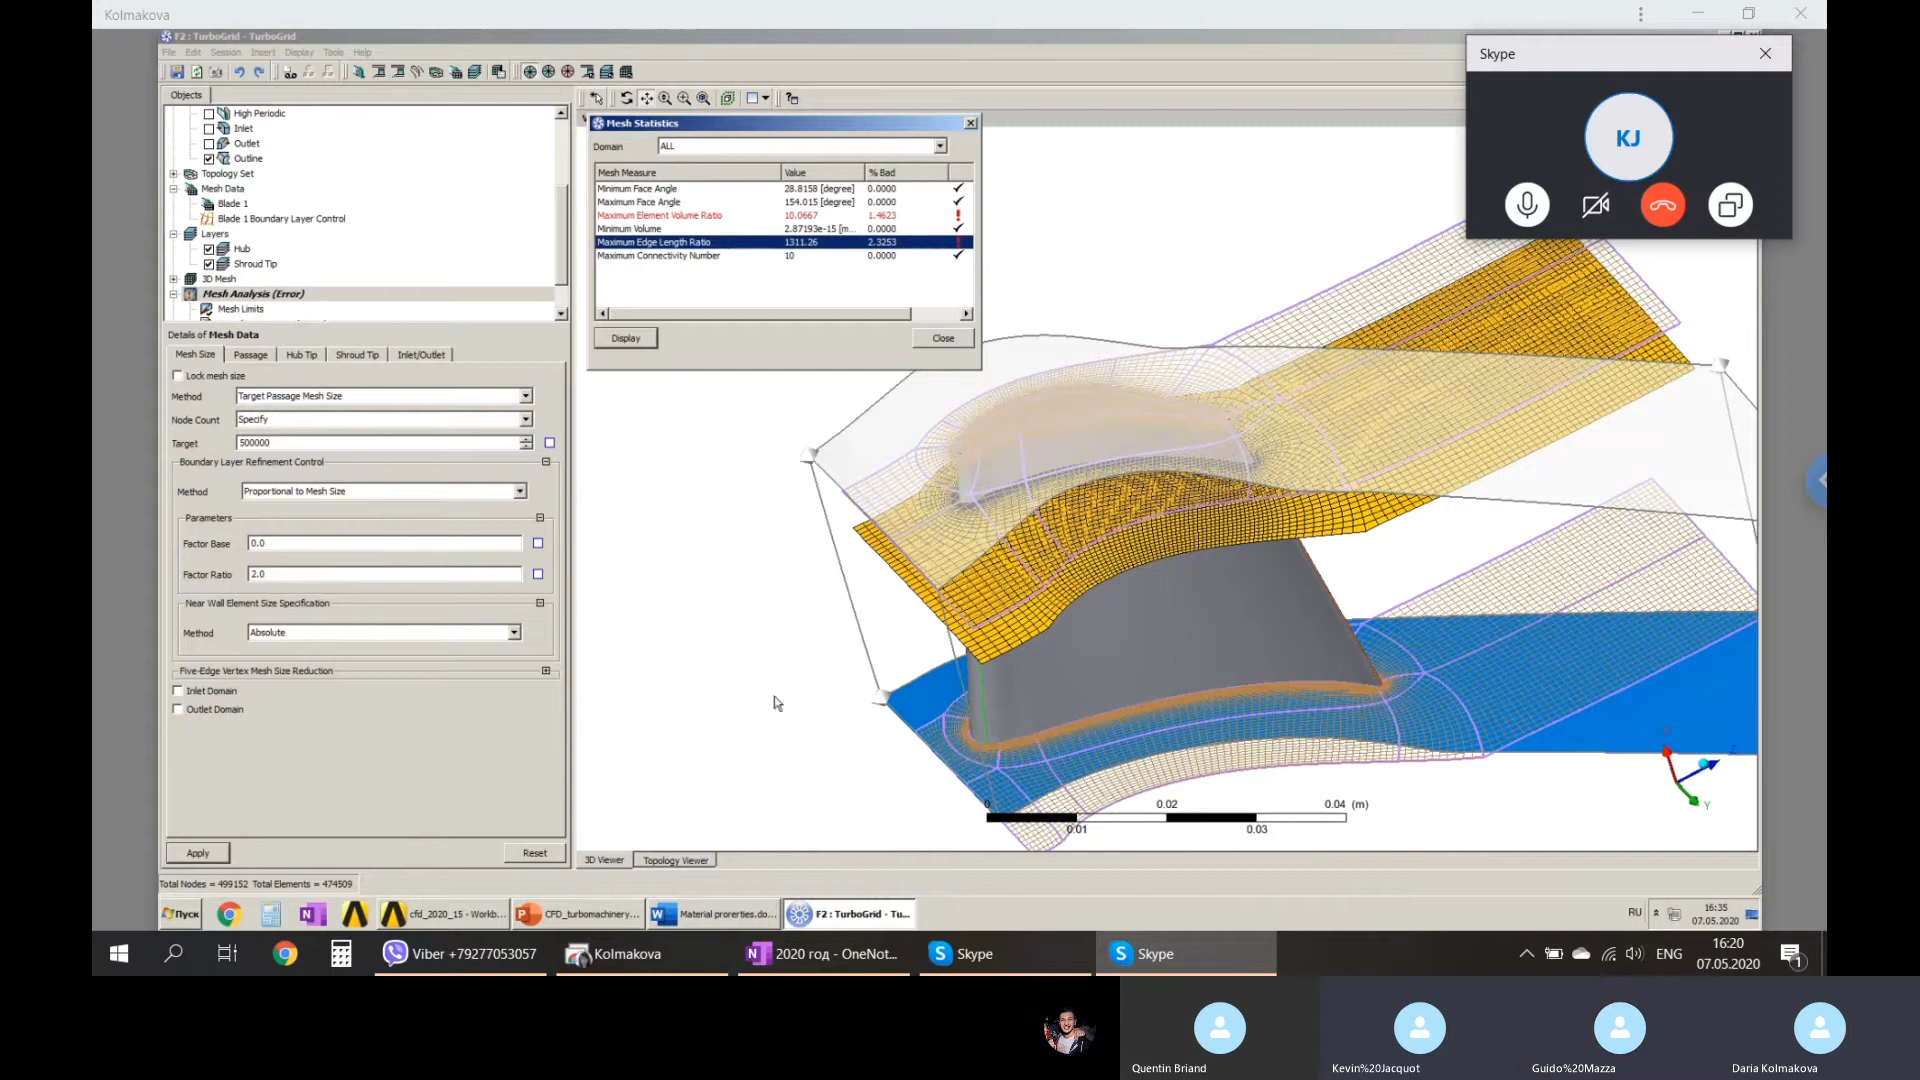 Kolmakova
F2 : TurboGrid - TurboGrid
File Edit Session Insert Display Tools Help
Objects
High Periodic
Inlet
Outlet
Outline
Topology Set
Mesh Data
Blade 1
Blade 1 Boundary Layer Control
Layers
Hub
Shroud Tip
3D Mesh
Mesh Analysis (Error)
Mesh Limits
Details of Mesh Data
Mesh Size Passage Hub Tip Shroud Tip Inlet/Outlet
Lock mesh size
Method Target Passage Mesh Size
Node Count Specify
Target 500000
Boundary Layer Refinement Control
Method Proportional to Mesh Size
Parameters
Factor Base 0.0
Factor Ratio 2.0
Near Wall Element Size Specification
Method Absolute
Five-Edge Vertex Mesh Size Reduction
Inlet Domain
Outlet Domain
Apply Reset
Total Nodes = 499152 Total Elements = 474509
Mesh Statistics
Domain ALL
Mesh Measure Value % Bad
Minimum Face Angle 28.8158 [degree] 0.0000
Maximum Face Angle 154.015 [degree] 0.0000
Maximum Element Volume Ratio 10.0667 1.4623
Minimum Volume 2.87193e-15 [m... 0.0000
Maximum Edge Length Ratio 1311.26 2.3253
Maximum Connectivity Number 10 0.0000
Display Close
Skype
KJ
0 0.02 0.04 (m)
0.01 0.03
Z
Y
3D Viewer Topology Viewer
Пуск
cfd_2020_15 - Workb...
CFD_turbomachinery...
Material prorerties.do...
F2 : TurboGrid - Tu...
RU
16:35
07.05.2020
Viber +79277053057
Kolmakova
2020 год - OneNot...
Skype
Skype
ENG
16:20
07.05.2020
1
Quentin Briand
Kevin%20Jacquot
Guido%20Mazza
Daria Kolmakova